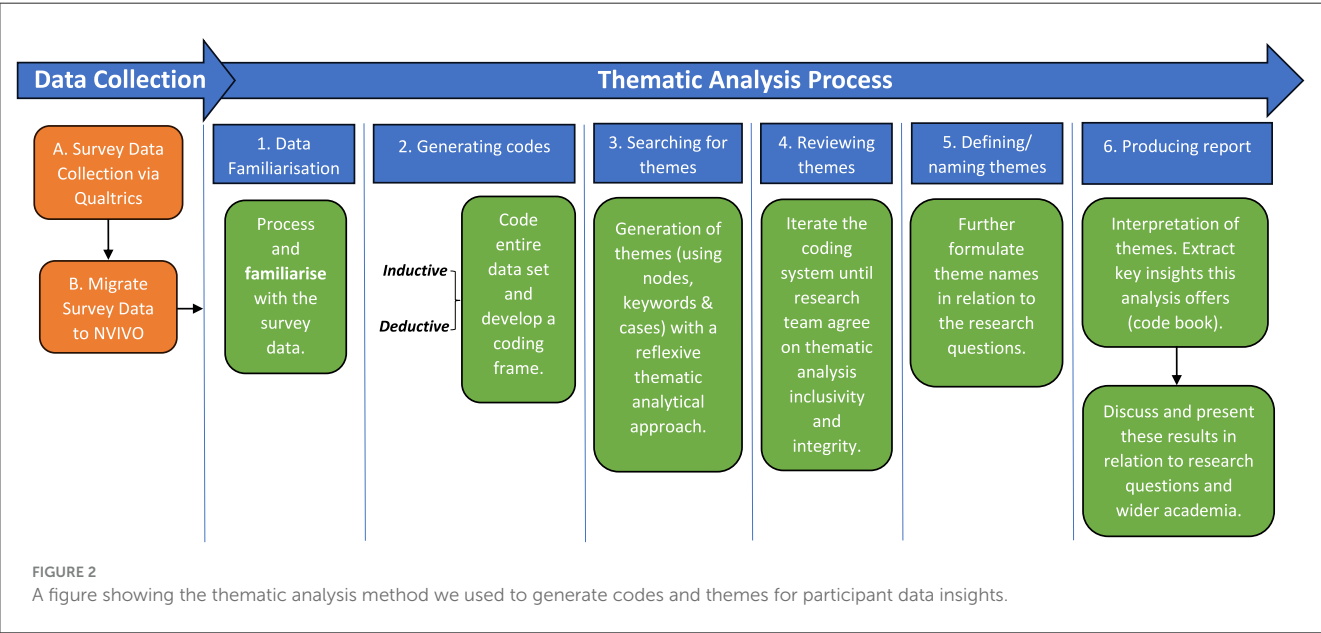 Data Collection
Thematic Analysis Process
A. Survey Data
Collection via
Qualtrics
B. Migrate
Survey Data
to NVIVO
1. Data
Familiarisation
Process
and
familiarise
with the
survey
data.
2. Generating codes
Inductive
Deductive
Code
entire
data set
and
develop a
coding
frame.
3. Searching for
themes
Generation of
themes (using
nodes,
keywords &
cases) with a
reflexive
thematic
analytical
approach.
4. Reviewing
themes
Iterate the
coding
system until
research
team agree
on thematic
analysis
inclusivity
and
integrity.
5. Defining/
naming themes
Further
formulate
theme names
in relation to
the research
questions.
6. Producing report
Interpretation of
themes. Extract
key insights this
analysis offers
(code book).
Discuss and present
these results in
relation to research
questions and
wider academia.
FIGURE 2
A figure showing the thematic analysis method we used to generate codes and themes for participant data insights.